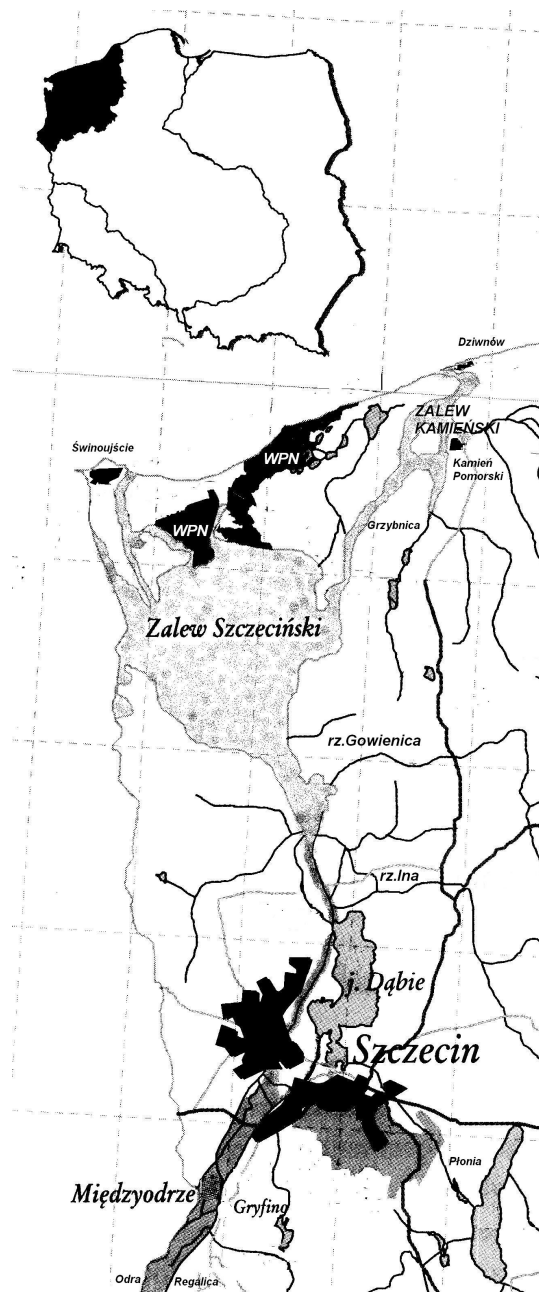 Dziwnów
ZALEW
KAMIEŃSKI
WPN
Świnoujście
Kamień
Pomorski
WPN
Grzybnica
Zalew Szczeciński
rz.Gowienica
rz.Ina
j. Dąbie
Szczecin
Płonia
Międzyodrze
Gryfino
Odra
Regalica